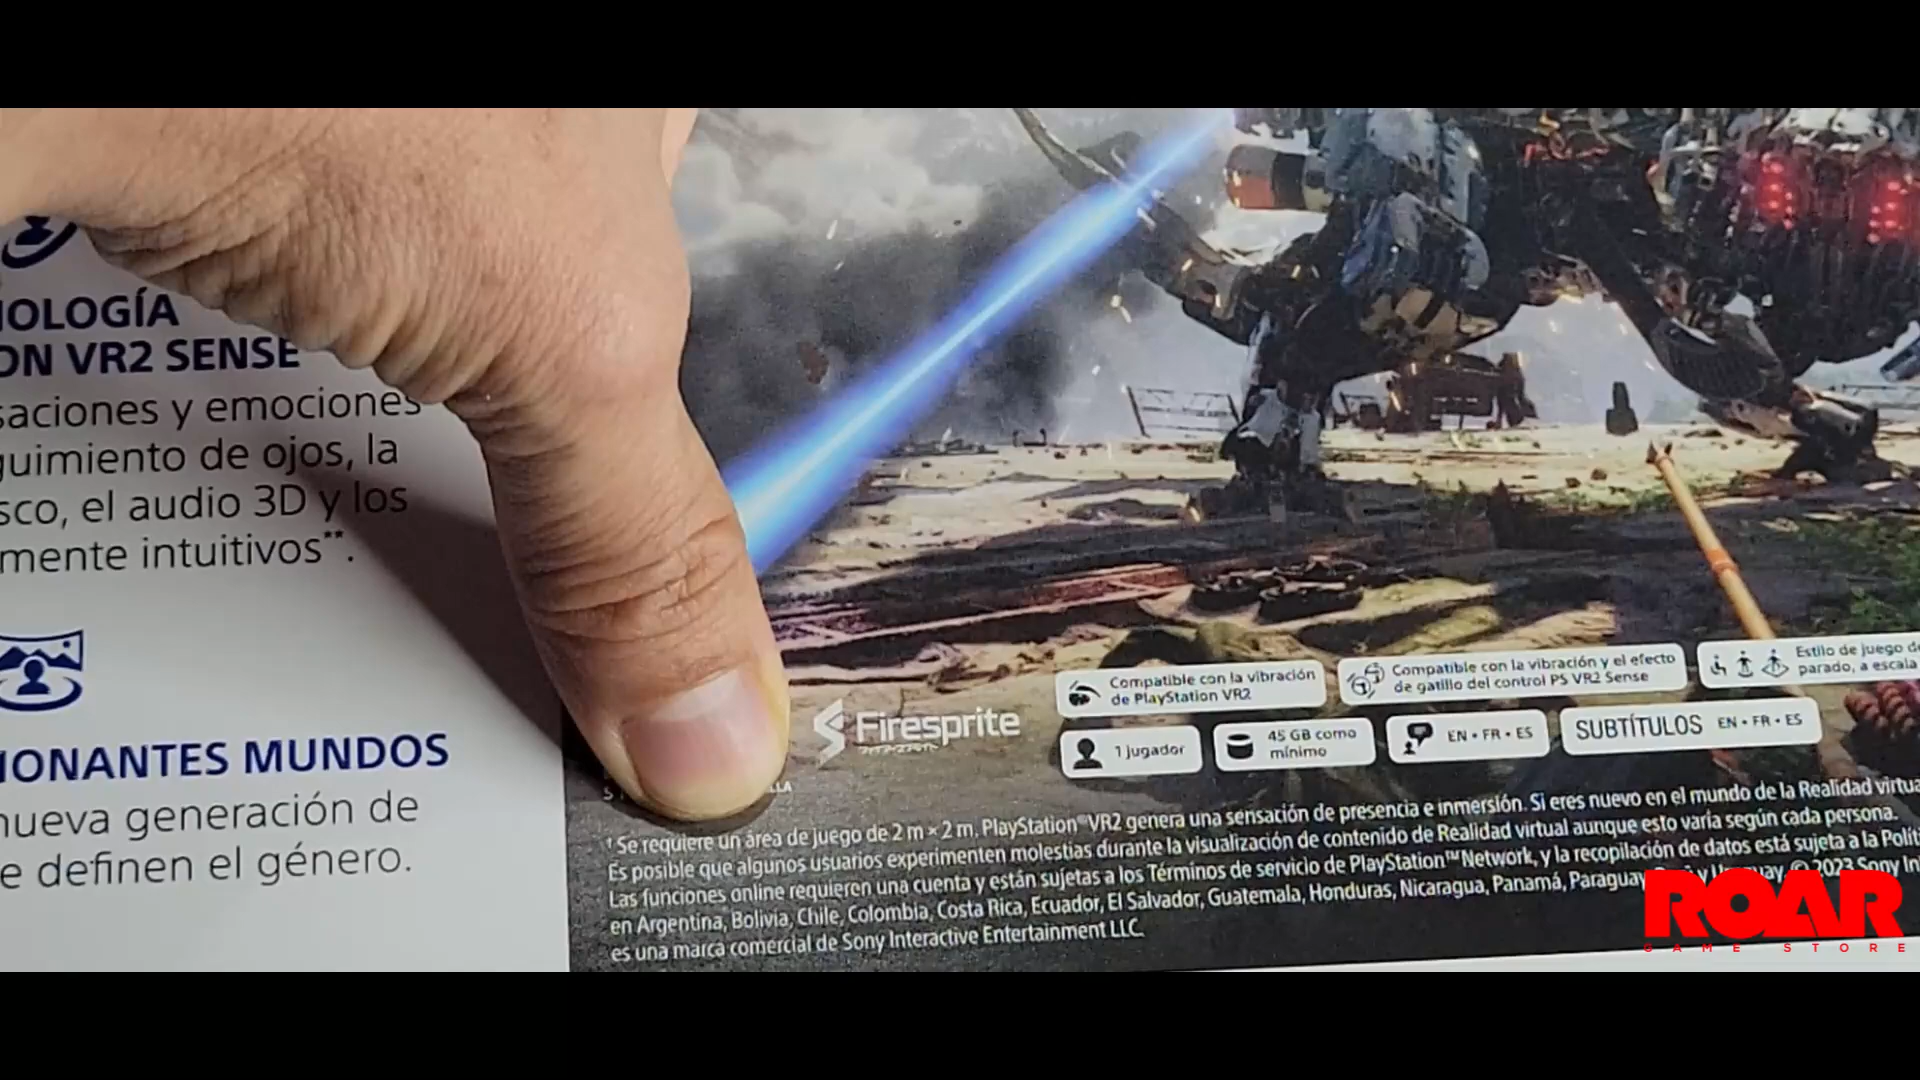 NOLOGÍA
ON VR2 SENSE
saciones y emociones
guimiento de ojos, la
sco, el audio 3D y los
mente intuitivos**.
IONANTES MUNDOS
nueva generación de
e definen el género.
Firesprite
Compatible con la vibración
de PlayStation VR2
Compatible con la vibración y el efecto
de gatillo del control PS VR2 Sense
Estilo de juego de
parado, a escala
1 jugador
45 GB como
mínimo
EN • FR • ES
SUBTÍTULOS EN • FR • ES
LLA
† Se requiere un área de juego de 2 m × 2 m. PlayStation®VR2 genera una sensación de presencia e inmersión. Si eres nuevo en el mundo de la Realidad virtua
Es posible que algunos usuarios experimenten molestias durante la visualización de contenido de Realidad virtual aunque esto varía según cada persona.
Las funciones online requieren una cuenta y están sujetas a los Términos de servicio de PlayStation™Network, y la recopilación de datos está sujeta a la Políti
en Argentina, Bolivia, Chile, Colombia, Costa Rica, Ecuador, El Salvador, Guatemala, Honduras, Nicaragua, Panamá, Paraguay y Uruguay. © 2023 Sony In
es una marca comercial de Sony Interactive Entertainment LLC.
ROAR
GAME STORE